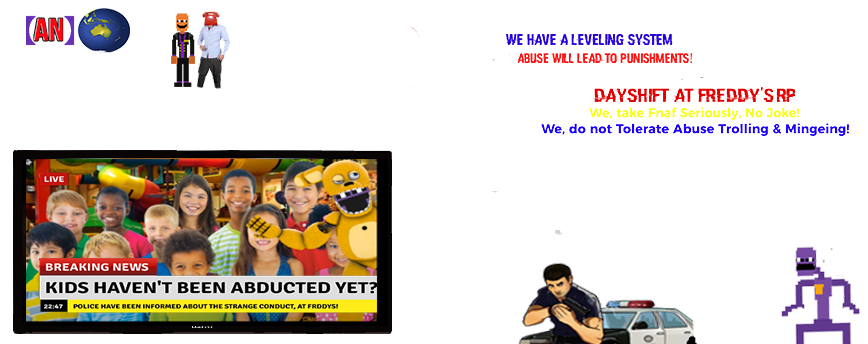 (AN)
WE HAVE A LEVELING SYSTEM
ABUSE WILL LEAD TO PUNISHMENTS!
DAYSHIFT AT FREDDY'S RP
We, take Fnaf Seriously, No Joke!
We, do not Tolerate Abuse Trolling & Mingeing!
LIVE
BREAKING NEWS
KIDS HAVEN'T BEEN ABDUCTED YET?
22:47 POLICE HAVE BEEN INFORMED ABOUT THE STRANGE CONDUCT, AT FRDDYS!